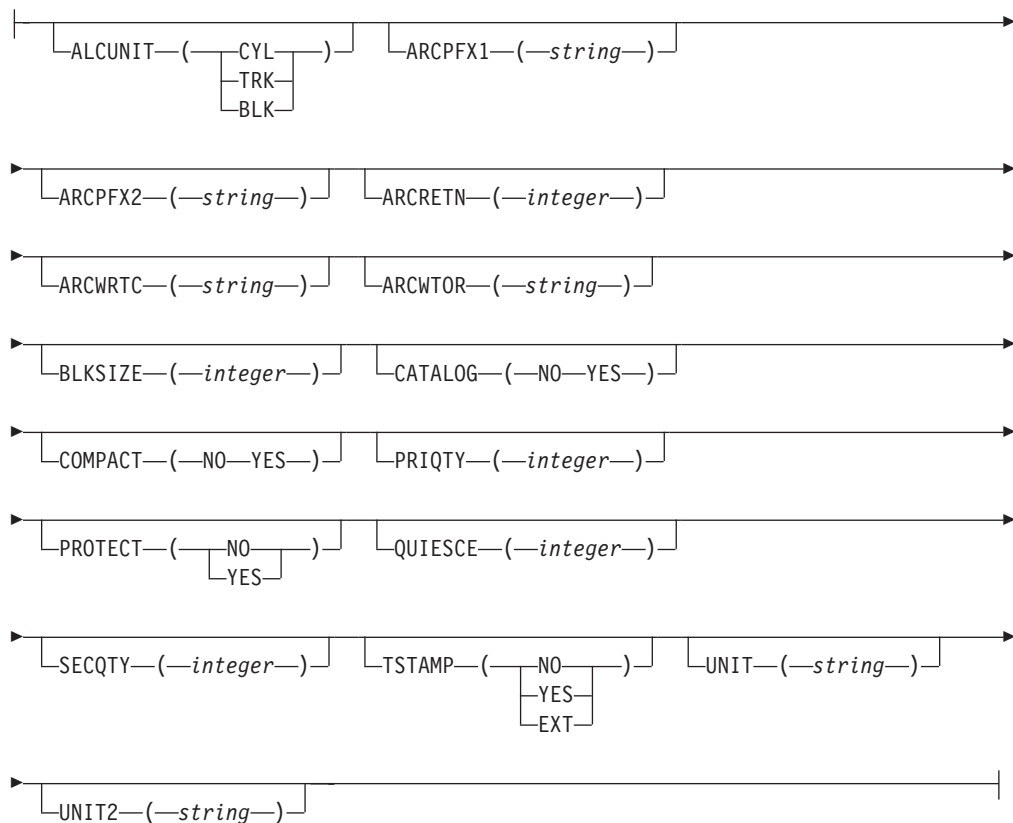 ALCUNIT ( CYL ) ARCPFX1 ( string )
TRK
BLK
ARCPFX2 ( string ) ARCRETN ( integer )
ARCWRTC ( string ) ARCWTOR ( string )
BLKSIZE ( integer ) CATALOG ( NO YES )
COMPACT ( NO YES ) PRIQTY ( integer )
PROTECT ( NO ) QUIESCE ( integer )
YES
SECQTY ( integer ) TSTAMP ( NO ) UNIT ( string )
YES
EXT
UNIT2 ( string )